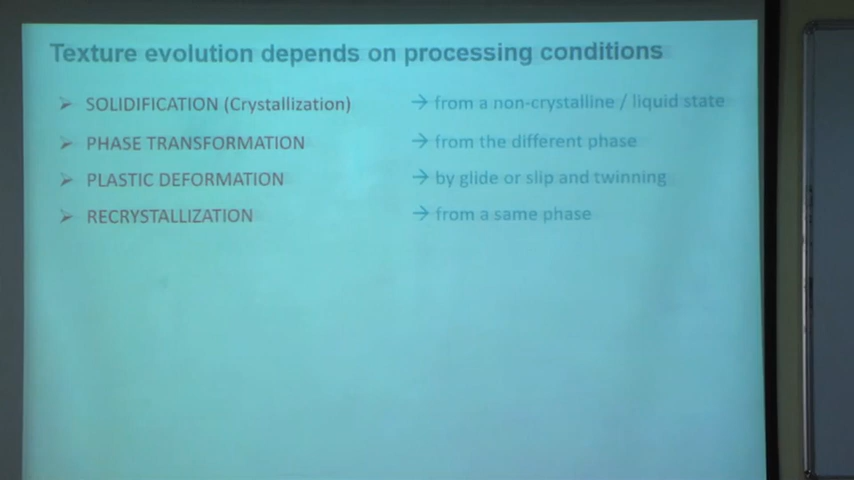 Texture evolution depends on processing conditions
➢ SOLIDIFICATION (Crystallization) → from a non-crystalline / liquid state
➢ PHASE TRANSFORMATION → from the different phase
➢ PLASTIC DEFORMATION → by glide or slip and twinning
➢ RECRYSTALLIZATION → from a same phase